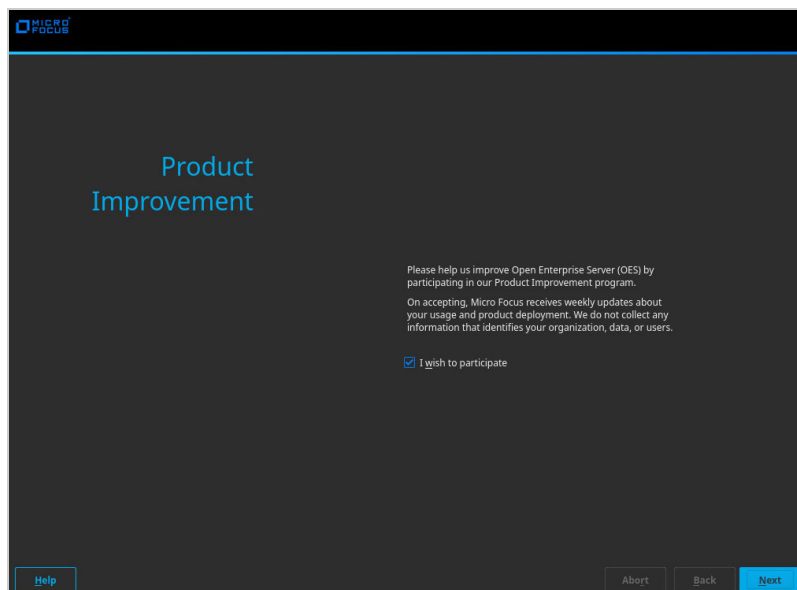 MICRO
FOCUS
Product
Improvement
Please help us improve Open Enterprise Server (OES) by
participating in our Product Improvement program.
On accepting, Micro Focus receives weekly updates about
your usage and product deployment. We do not collect any
information that identifies your organization, data, or users.
I wish to participate
Help Abort Back Next